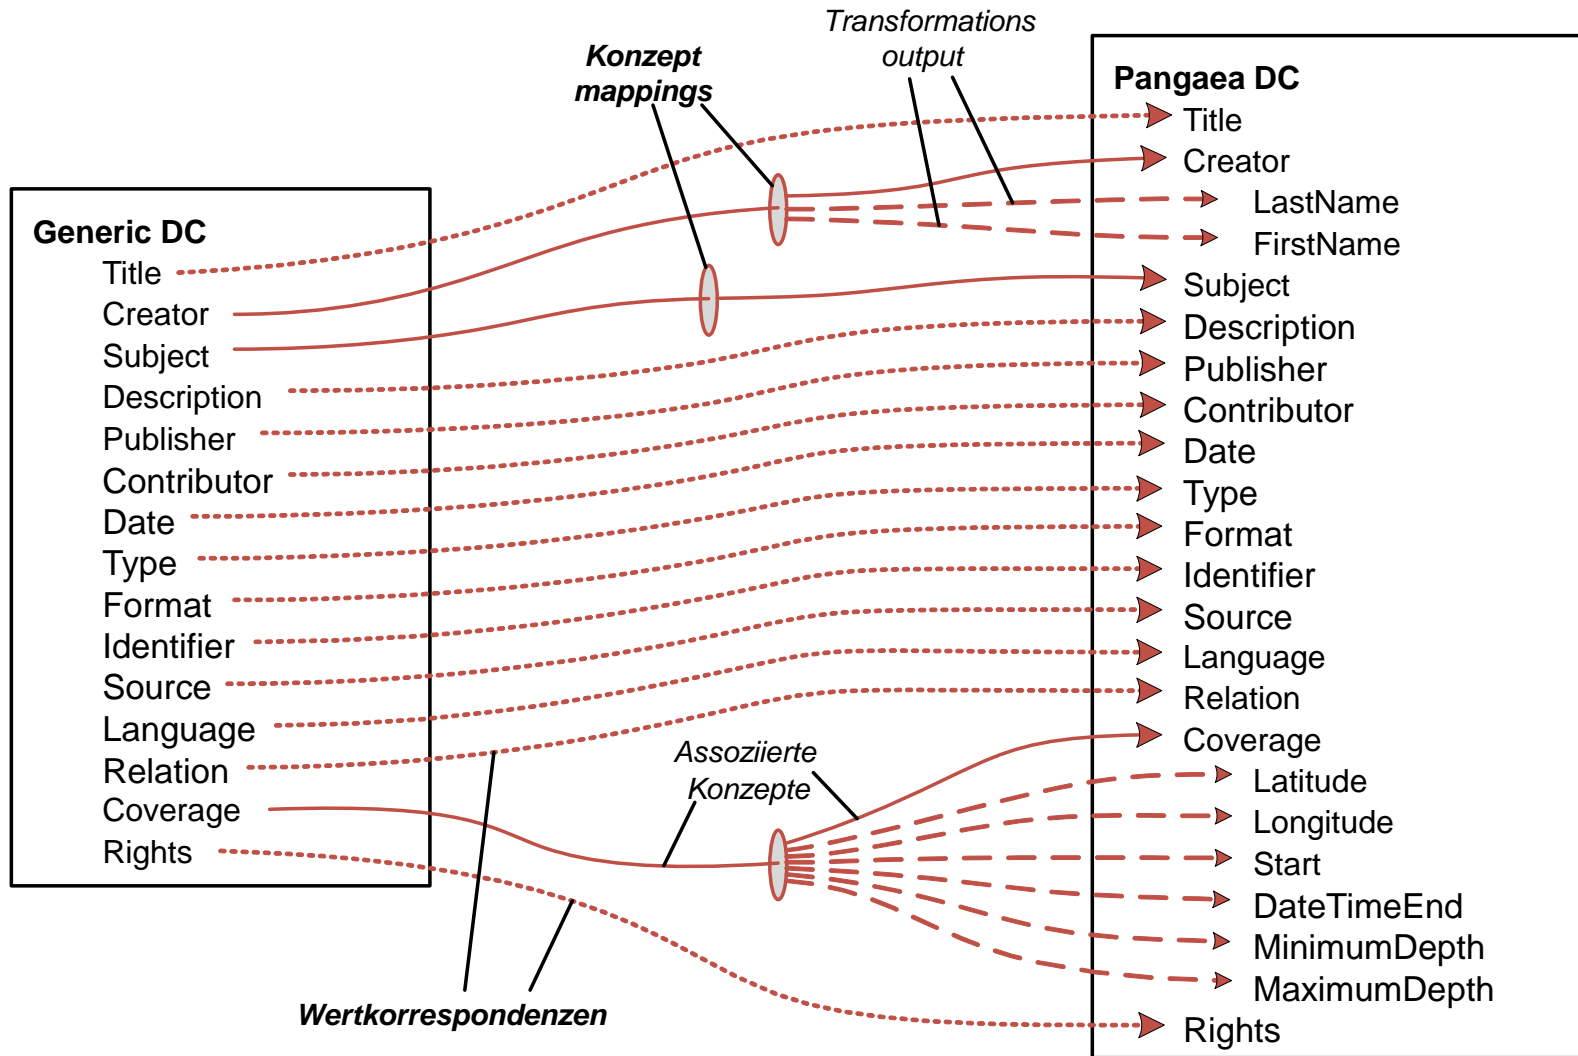 Transformations
output
Konzept
mappings
Pangaea DC
Title
Creator
LastName
FirstName
Subject
Description
Publisher
Contributor
Date
Type
Format
Identifier
Source
Language
Relation
Coverage
Latitude
Longitude
Start
DateTimeEnd
MinimumDepth
MaximumDepth
Rights
Generic DC
Title
Creator
Subject
Description
Publisher
Contributor
Date
Type
Format
Identifier
Source
Language
Relation
Coverage
Rights
Assoziierte
Konzepte
Wertkorrespondenzen